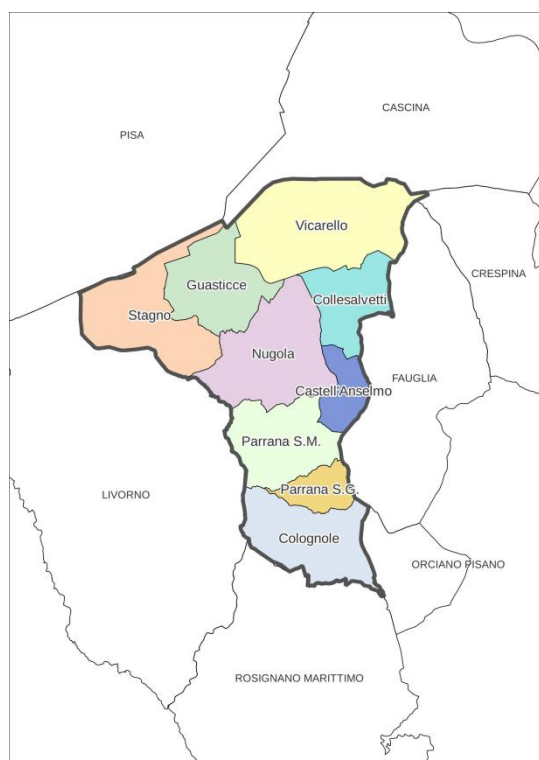 CASCINA
PISA
Vicarello
CRESPINA
Guasticce
Collesalvetti
Stagno
Nugola
FAUGLIA
Castell'Anselmo
Parrana S.M.
Parrana S.G.
LIVORNO
Colognole
ORCIANO PISANO
ROSIGNANO MARITTIMO